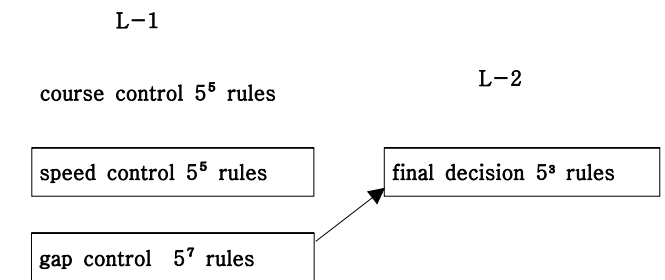 L-1
course control 5⁵ rules
speed control 5⁵ rules
gap control 5⁷ rules
L-2
final decision 5³ rules